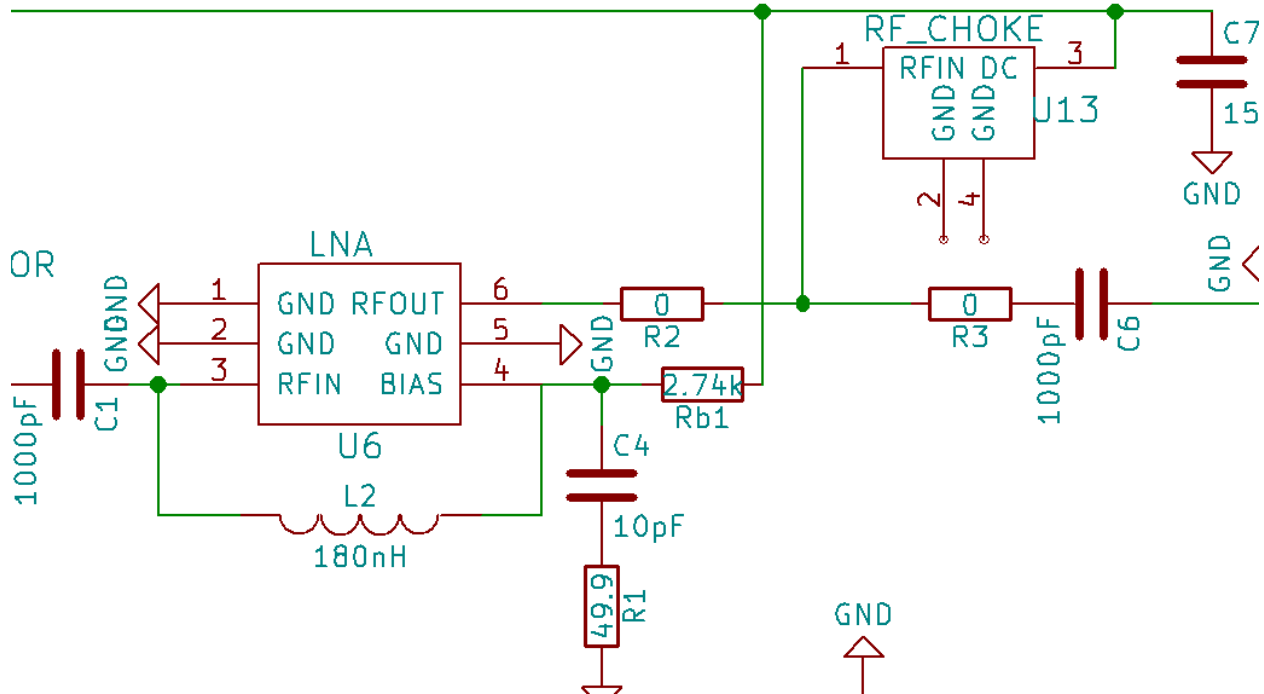 RF_CHOKE
C7
1
RFIN DC
3
GND
GND
U13
15
2
4
GND
OR
LNA
GND
1
GND RFOUT
6
0
R2
0
R3
GND
GND
2
GND GND
5
GND
3
RFIN BIAS
4
2.74k
Rb1
1000pF
C6
1000pF
C1
U6
C4
L2
180nH
10pF
49.9
R1
GND